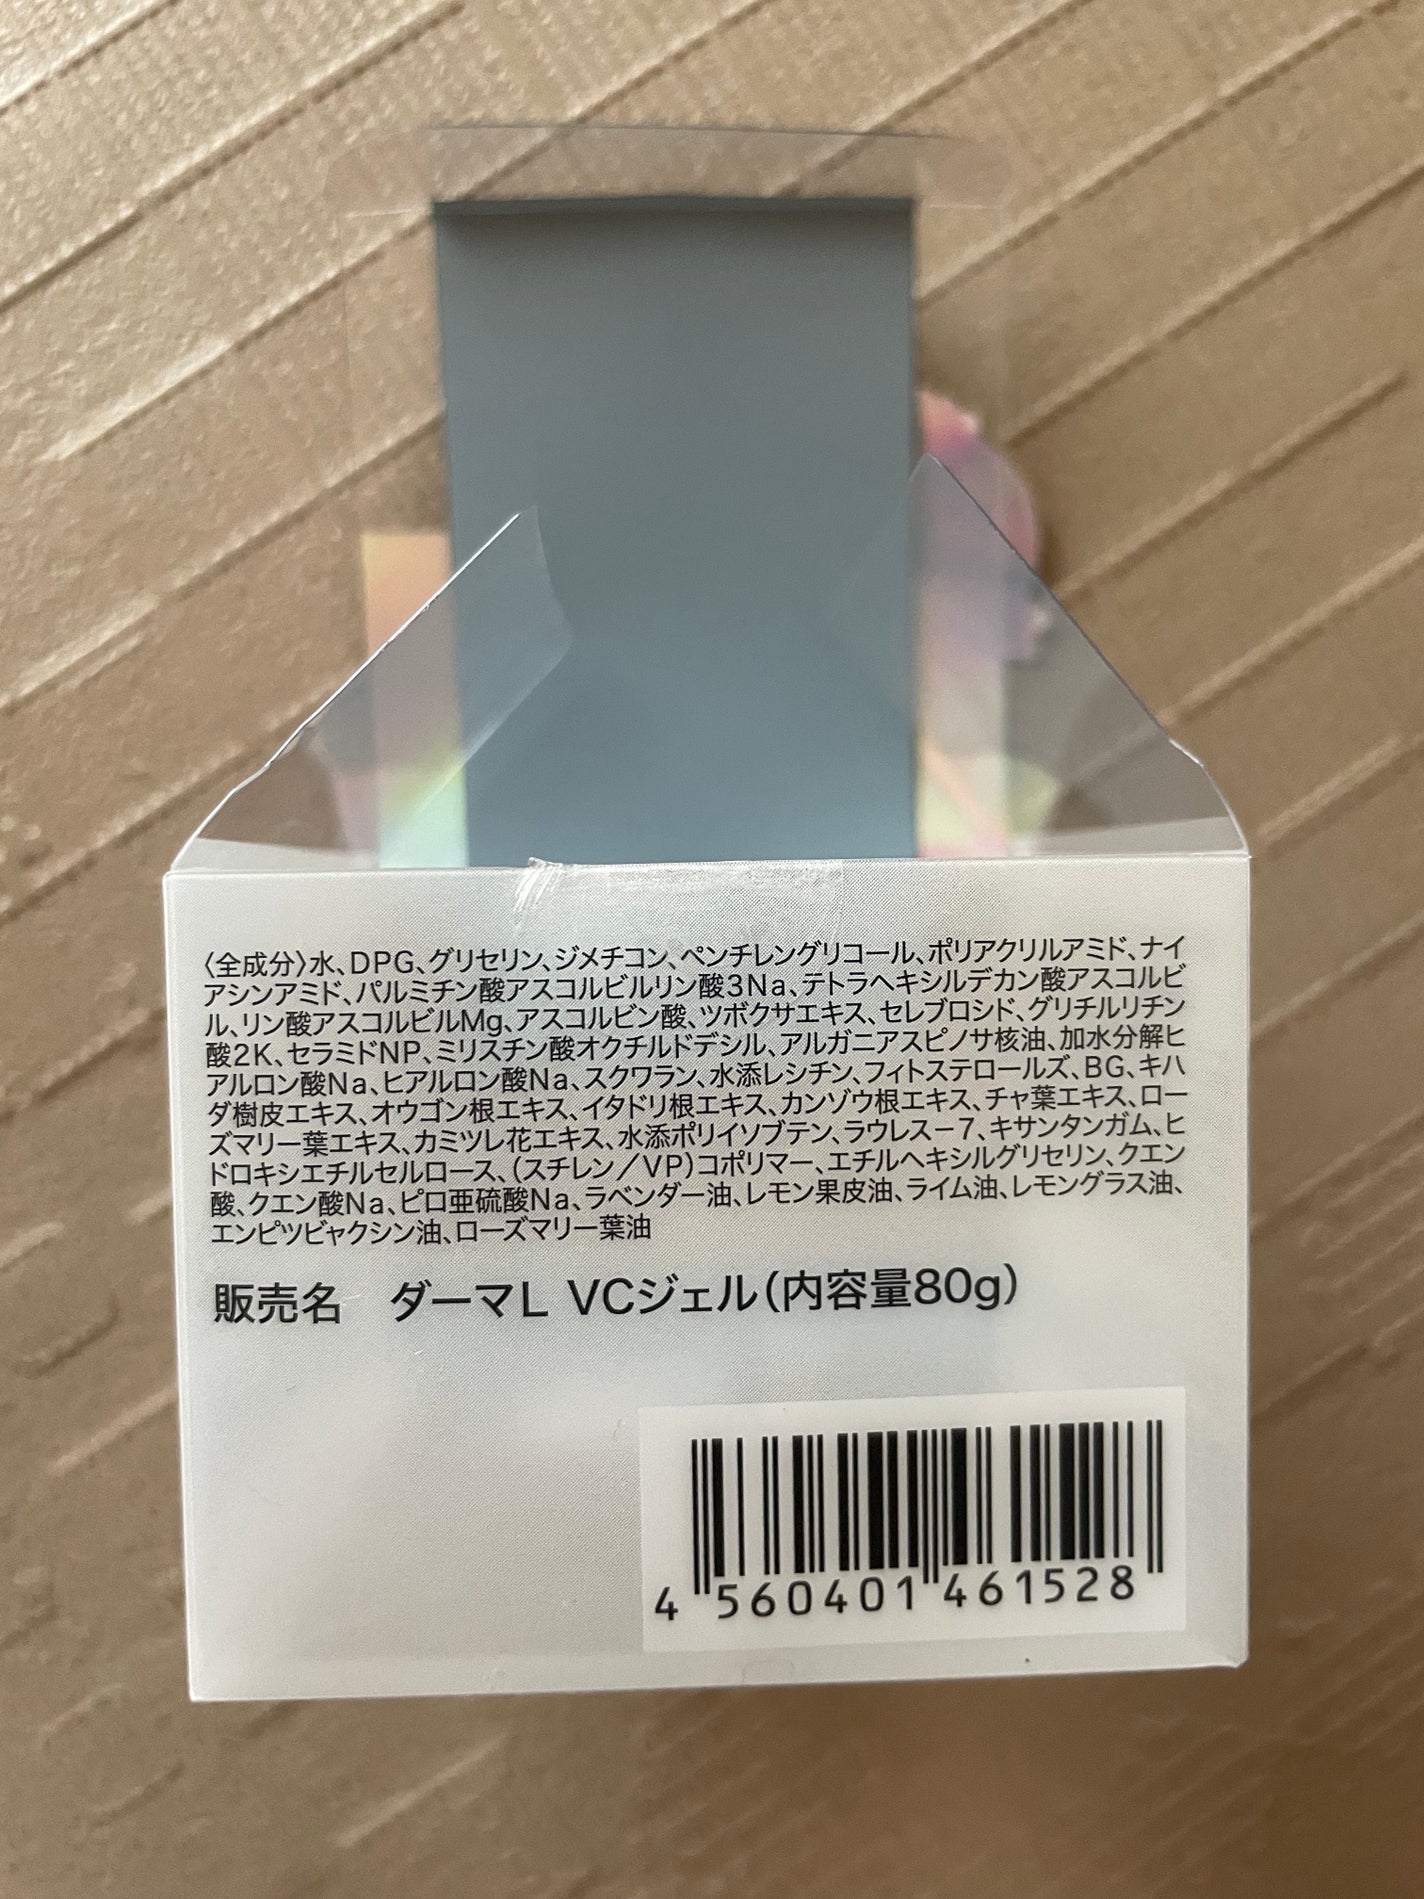 〈全成分〉水、DPG、グリセリン、ジメチコン、ペンチレングリコール、ポリアクリルアミド、ナイ
アシンアミド、パルミチン酸アスコルビルリン酸3Na、テトラヘキシルデカン酸アスコルビ
ル、リン酸アスコルビルMg、アスコルビン酸、ツボクサエキス、セレブロシド、グリチルリチン
酸2K、セラミドNP、ミリスチン酸オクチルドデシル、アルガニアスピノサ核油、加水分解ヒ
アルロン酸Na、ヒアルロン酸Na、スクワラン、水添レシチン、フィトステロールズ、BG、キハ
ダ樹皮エキス、オウゴン根エキス、イタドリ根エキス、カンゾウ根エキス、チャ葉エキス、ロー
ズマリー葉エキス、カミツレ花エキス、水添ポリイソブテン、ラウレス－7、キサンタンガム、ヒ
ドロキシエチルセルロース、(スチレン／VP)コポリマー、エチルヘキシルグリセリン、クエン
酸、クエン酸Na、ピロ亜硫酸Na、ラベンダー油、レモン果皮油、ライム油、レモングラス油、
エンピツビャクシン油、ローズマリー葉油
販売名　ダーマL VCジェル(内容量80g)
4 560401 461528